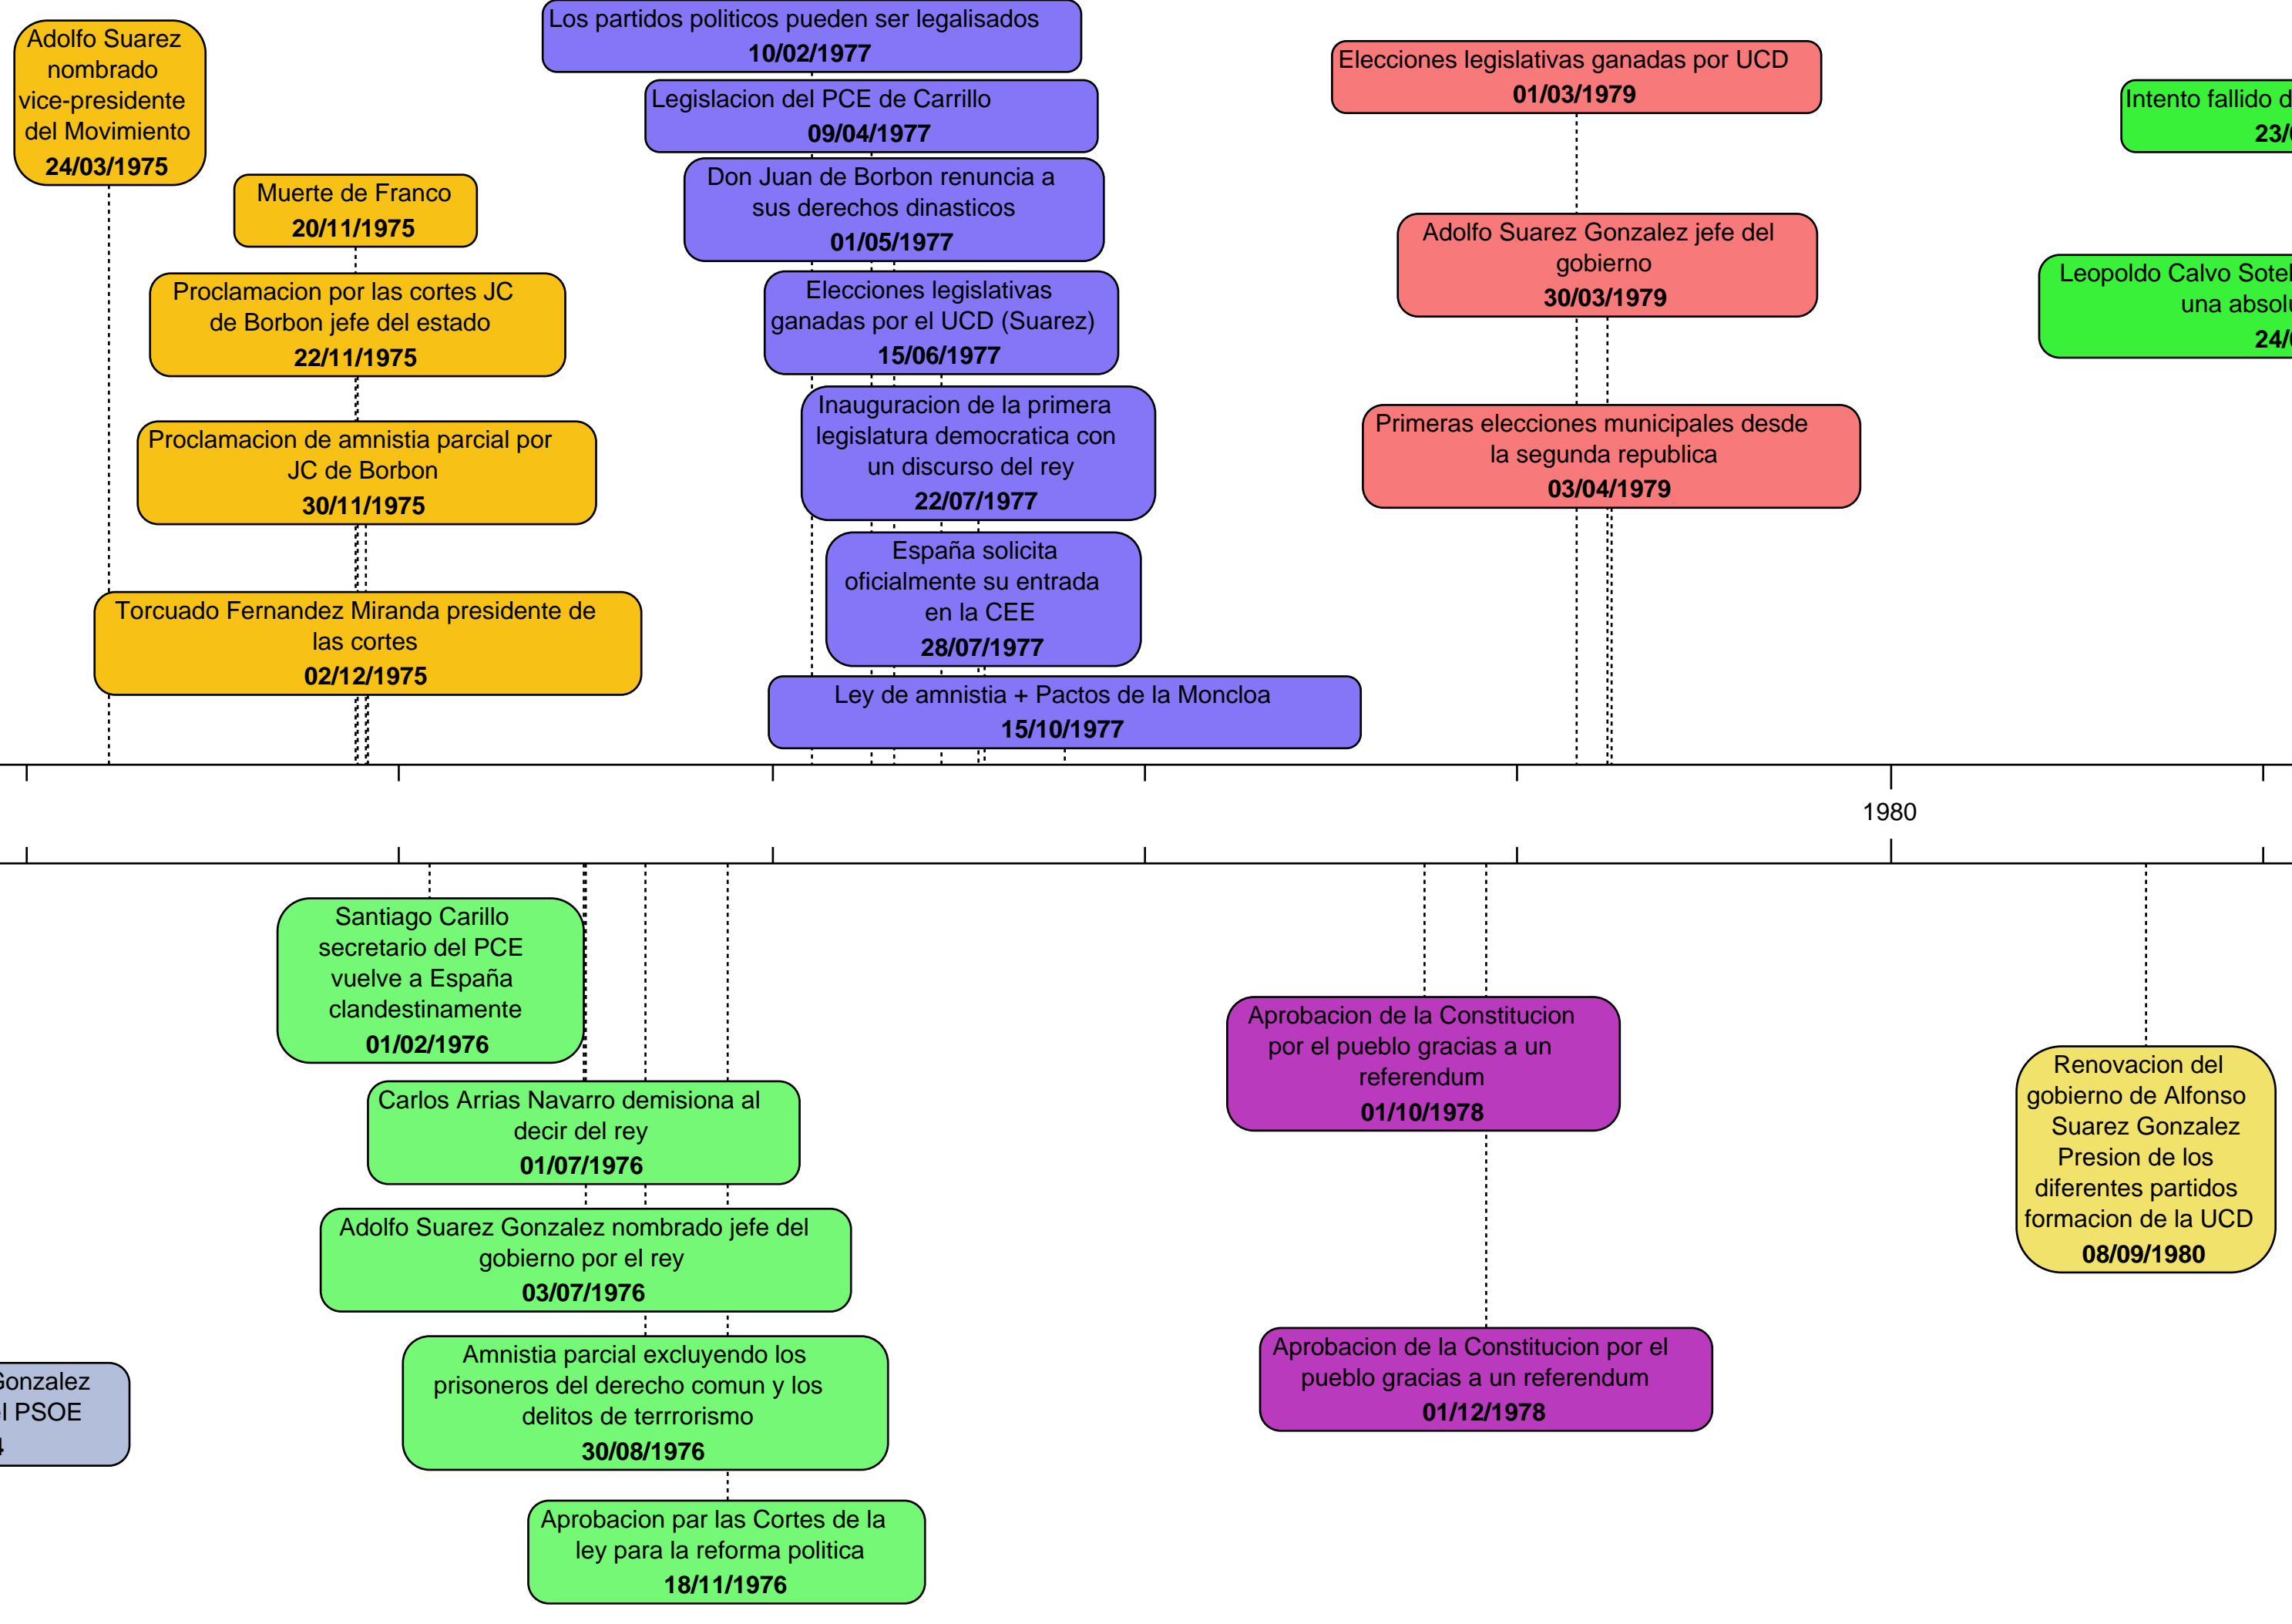 Adolfo Suarez
nombrado
vice-presidente
del Movimiento
24/03/1975
Muerte de Franco
20/11/1975
Proclamacion por las cortes JC
de Borbon jefe del estado
22/11/1975
Proclamacion de amnistia parcial por
JC de Borbon
30/11/1975
Torcuado Fernandez Miranda presidente de
las cortes
02/12/1975
Los partidos politicos pueden ser legalisados
10/02/1977
Legislacion del PCE de Carrillo
09/04/1977
Don Juan de Borbon renuncia a
sus derechos dinasticos
01/05/1977
Elecciones legislativas
ganadas por el UCD (Suarez)
15/06/1977
Inauguracion de la primera
legislatura democratica con
un discurso del rey
22/07/1977
España solicita
oficialmente su entrada
en la CEE
28/07/1977
Ley de amnistia + Pactos de la Moncloa
15/10/1977
Elecciones legislativas ganadas por UCD
01/03/1979
Adolfo Suarez Gonzalez jefe del
gobierno
30/03/1979
Primeras elecciones municipales desde
la segunda republica
03/04/1979
Intento fallido
23/
Leopoldo Calvo
una
24/
1980
Gonzalez
PSOE
Santiago Carillo
secretario del PCE
vuelve a España
clandestinamente
01/02/1976
Carlos Arrias Navarro demisiona al
decir del rey
01/07/1976
Adolfo Suarez Gonzalez nombrado jefe del
gobierno por el rey
03/07/1976
Amnistia parcial excluyendo los
prisoneros del derecho comun y los
delitos de terrrorismo
30/08/1976
Aprobacion par las Cortes de la
ley para la reforma politica
18/11/1976
Aprobacion de la Constitucion
por el pueblo gracias a un
referendum
01/10/1978
Aprobacion de la Constitucion por el
pueblo gracias a un referendum
01/12/1978
Renovacion del
gobierno de Alfonso
Suarez Gonzalez
Presion de los
diferentes partidos
formacion de la UCD
08/09/1980